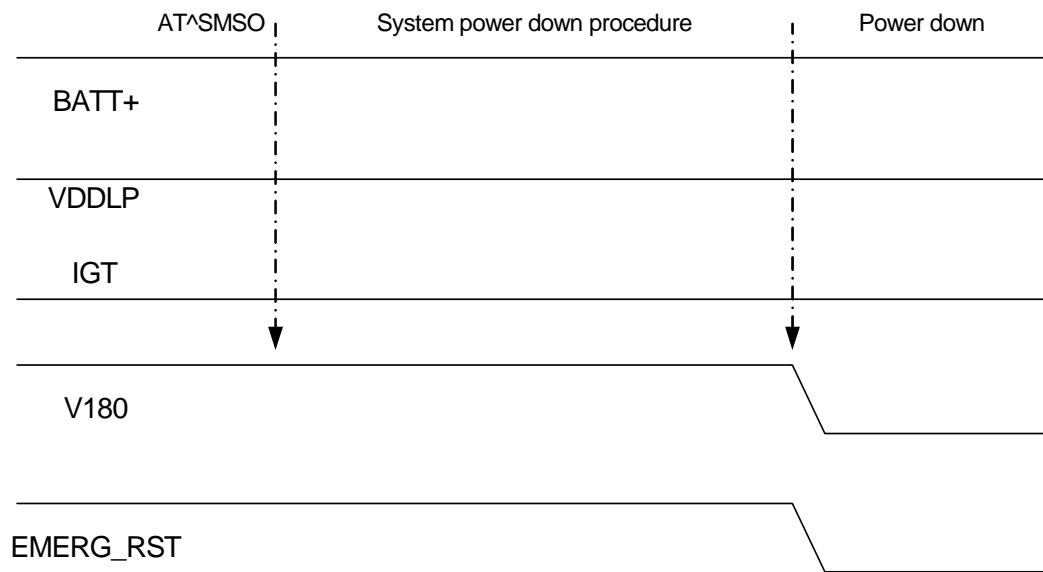 AT^SMSO System power down procedure Power down
BATT+
VDDLP
IGT
V180
EMERG_RST